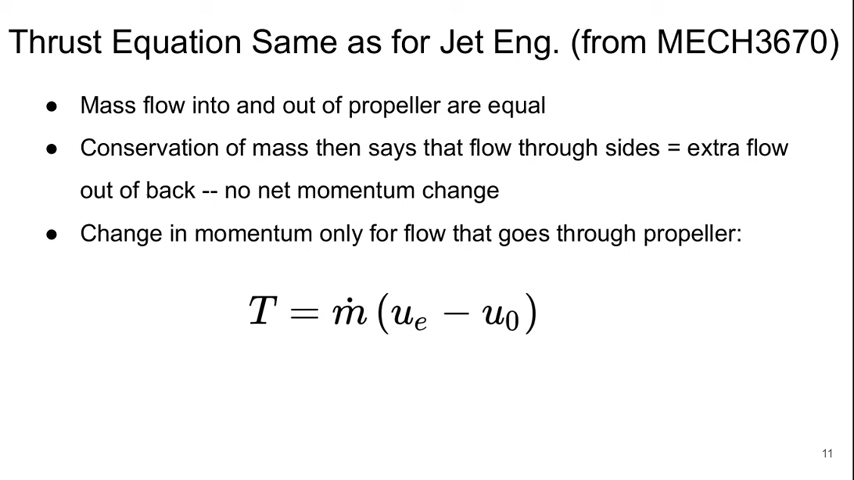 Thrust Equation Same as for Jet Eng. (from MECH3670)
● Mass flow into and out of propeller are equal
● Conservation of mass then says that flow through sides = extra flow
out of back -- no net momentum change
● Change in momentum only for flow that goes through propeller:
T = ṁ (uₑ − u₀)
11